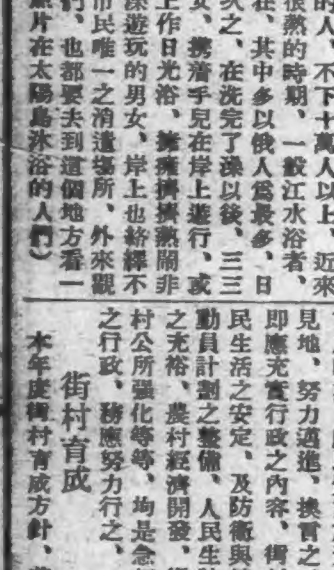 的人、不下十萬人以上、近來
很熱的時期、一般江水浴者、
在、其中多以俄人爲最多、日
次之、在洗完了澡以後、三三
女、携着手兒在岸上遊行、或
上作日光浴、擁擁擠擠熱鬧非
澡遊玩的男女、岸上也絡繹不
市民唯一之消遣場所、外來觀
們、也都要去到這個地方看一
照片在太陽島沐浴的人們）
見地、努力邁進、換言之
即應充實行政之內容、街村
民生活之安定、及防衛與
動員計劃之整備、人民生
之充裕、農村經濟開發、
村公所强化等等、均是急
之行政、務應努力行之、
街村育成
本年度街村育成方針、